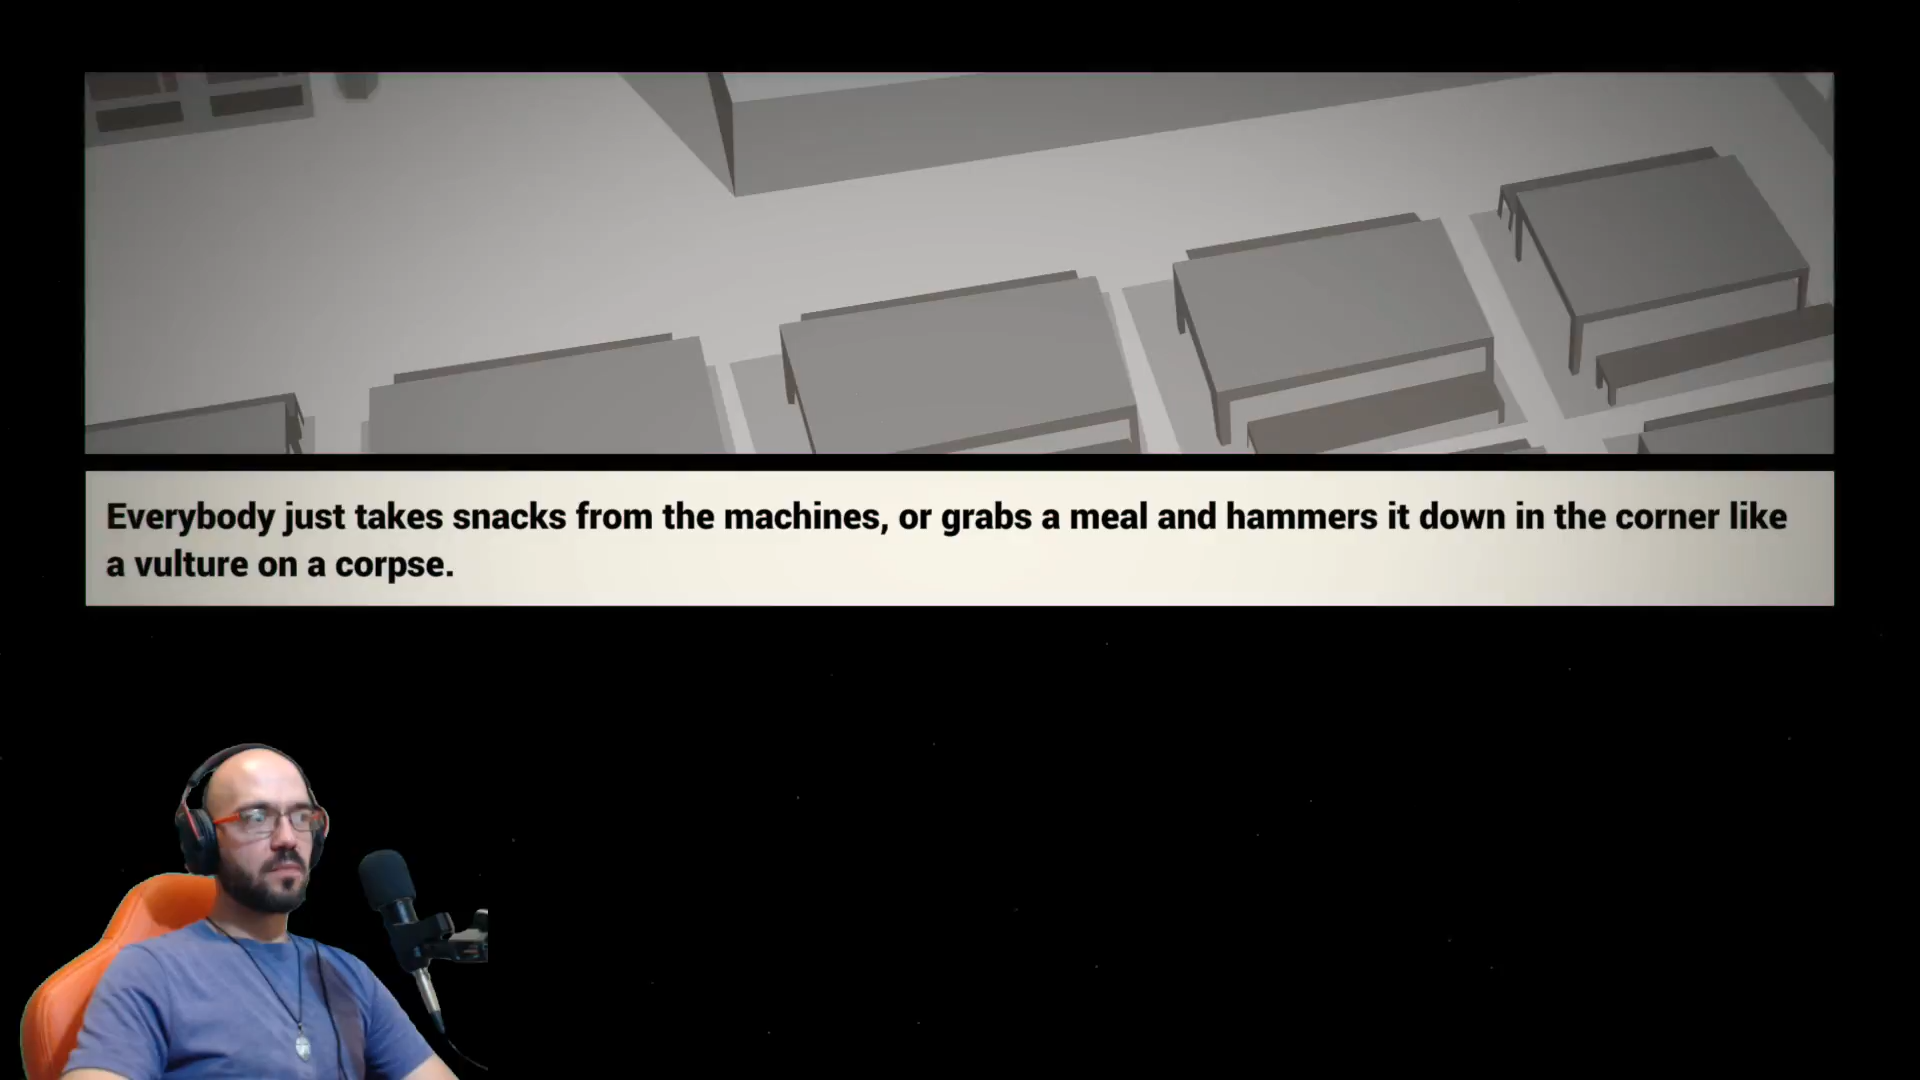 Everybody just takes snacks from the machines, or grabs a meal and hammers it down in the corner like
a vulture on a corpse.